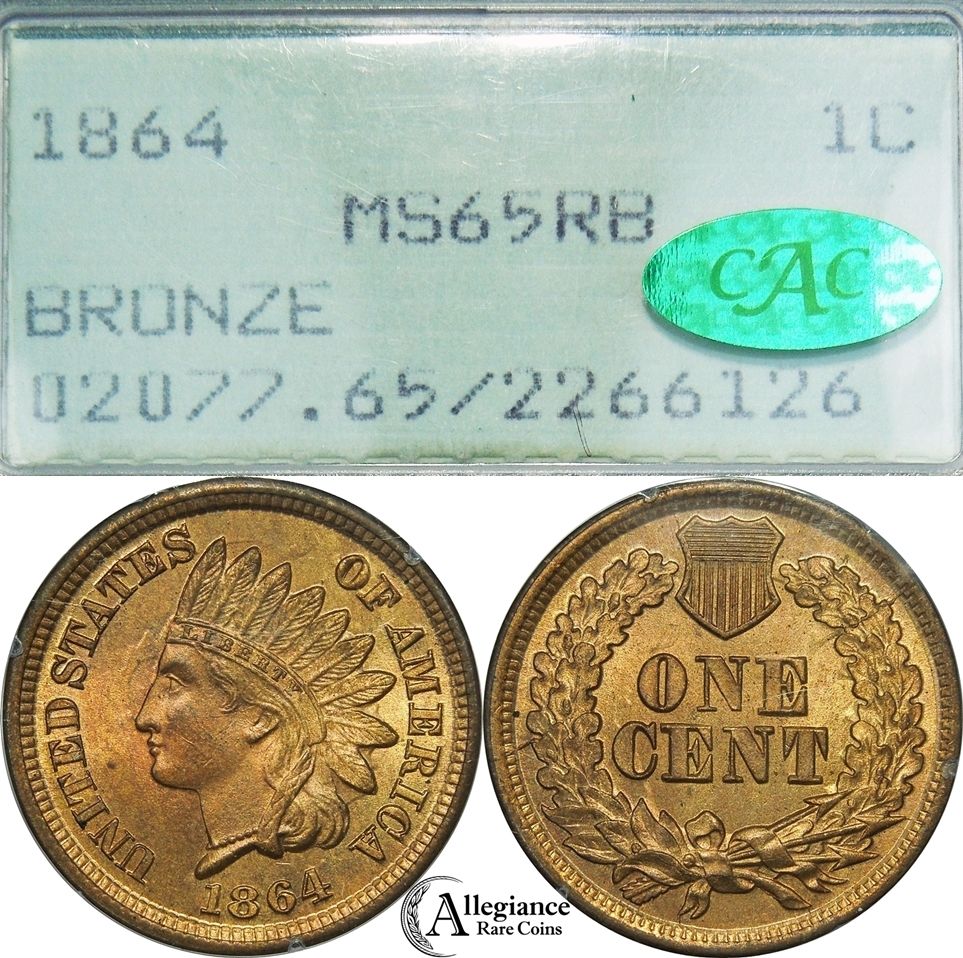 1864 1C
MS65RB
CAC
BRONZE
02077.65/2266126
UNITED STATES OF AMERICA
LIBERTY
1864
ONE
CENT
Allegiance
Rare Coins